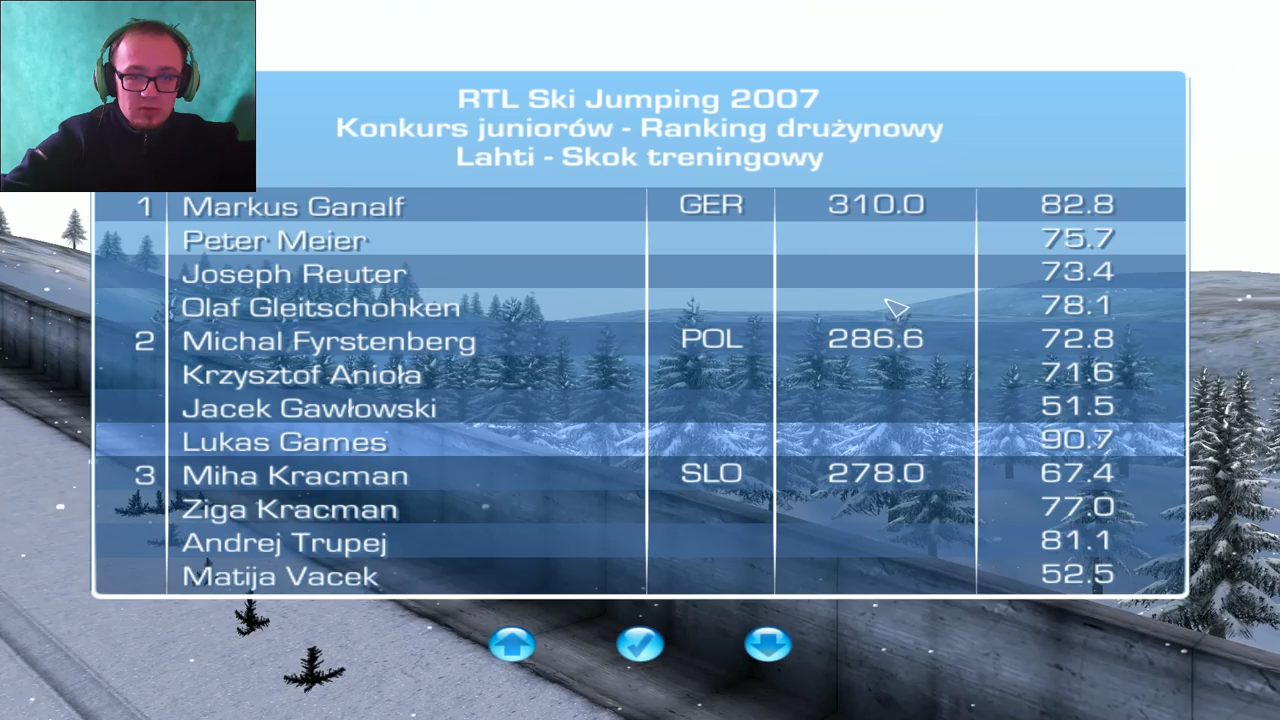 RTL Ski Jumping 2007
Konkurs juniorów - Ranking drużynowy
Lahti - Skok treningowy
1 Markus Ganalf GER 310.0 82.8
Peter Meier 75.7
Joseph Reuter 73.4
Olaf Gleitschohken 78.1
2 Michal Fyrstenberg POL 286.6 72.8
Krzysztof Anioła 71.6
Jacek Gawłowski 51.5
Lukas Games 90.7
3 Miha Kracman SLO 278.0 67.4
Ziga Kracman 77.0
Andrej Trupej 81.1
Matija Vacek 52.5